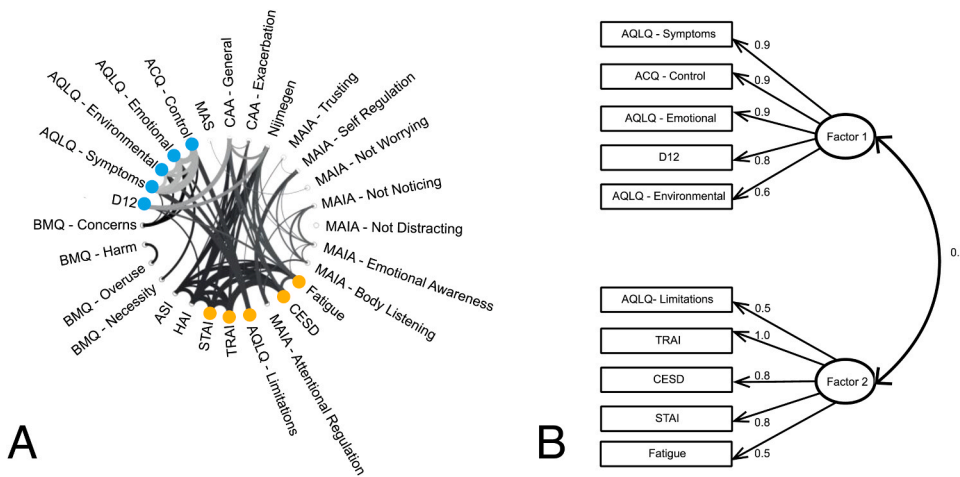 MAS
CAA - General
CAA - Exacerbation
Nijmegen
MAIA - Trusting
MAIA - Self Regulation
MAIA - Not Worrying
MAIA - Not Noticing
MAIA - Not Distracting
MAIA - Emotional Awareness
MAIA - Body Listening
Fatigue
CESD
MAIA - Attentional Regulation
AQLQ - Limitations
TRAI
STAI
HAI
ASI
BMQ - Necessity
BMQ - Overuse
BMQ - Harm
BMQ - Concerns
D12
AQLQ - Symptoms
AQLQ - Environmental
AQLQ - Emotional
ACQ - Control
A
AQLQ - Symptoms
0.9
ACQ - Control
0.9
AQLQ - Emotional
0.9
Factor 1
D12
0.8
AQLQ - Environmental
0.6
0.
AQLQ- Limitations
0.5
TRAI
1.0
CESD
0.8
Factor 2
STAI
0.8
Fatigue
0.5
B